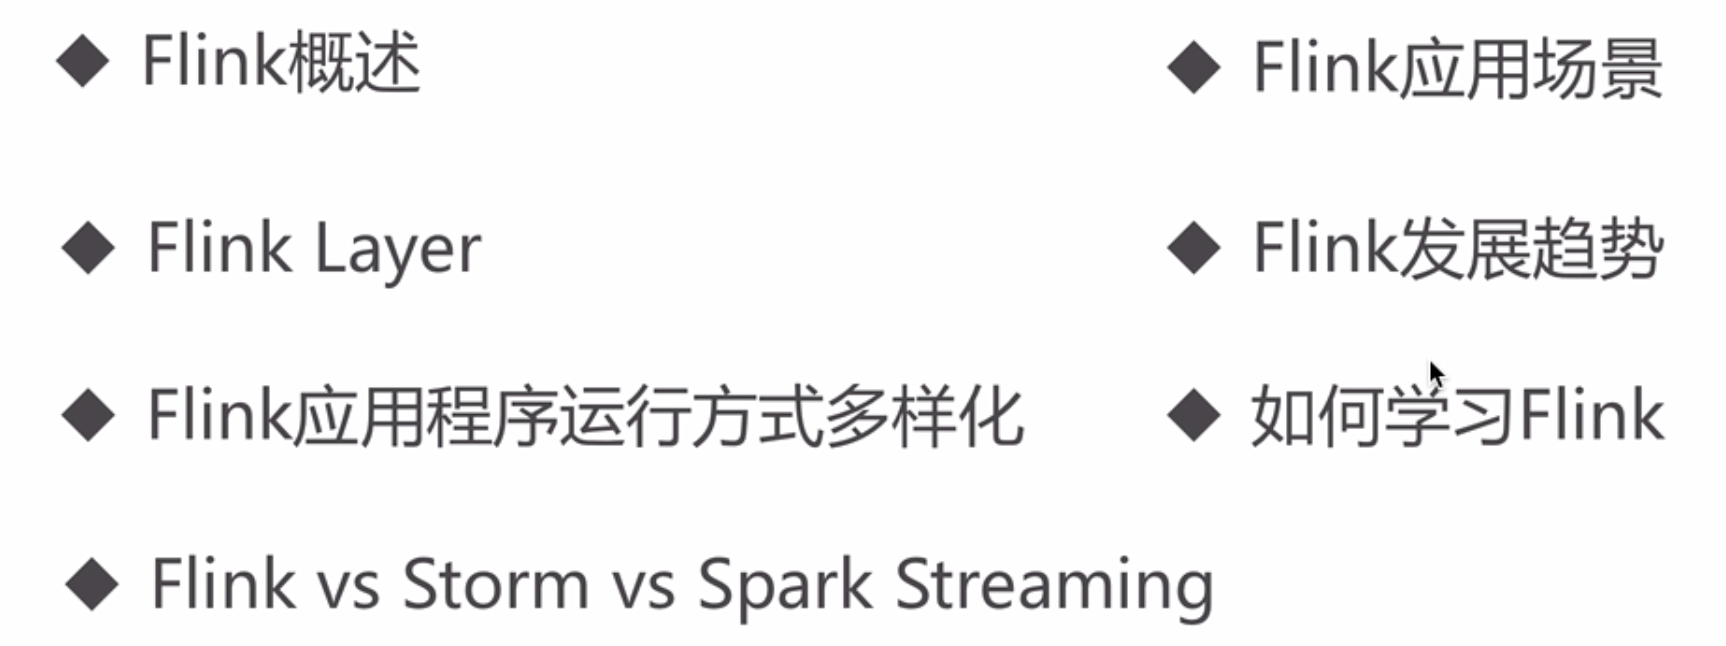 ◆ Flink概述
◆ Flink Layer
◆ Flink应用程序运行方式多样化
◆ Flink vs Storm vs Spark Streaming
◆ Flink应用场景
◆ Flink发展趋势
◆ 如何学习Flink